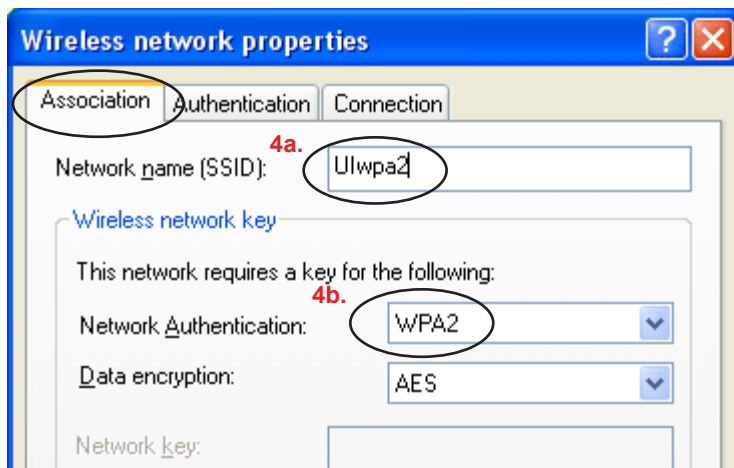 Wireless network properties
Association Authentication Connection
4a.
Network name (SSID): UIwpa2
Wireless network key
This network requires a key for the following:
4b.
Network Authentication: WPA2
Data encryption: AES
Network key: